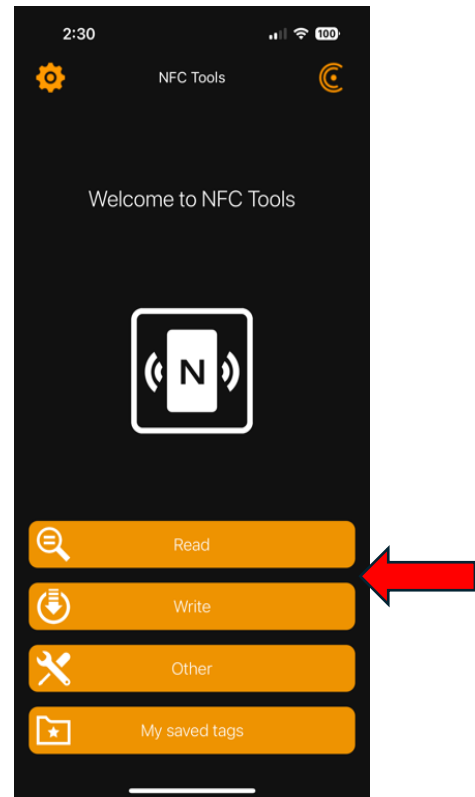 2:30
100
NFC Tools
Welcome to NFC Tools
N
Read
Write
Other
My saved tags